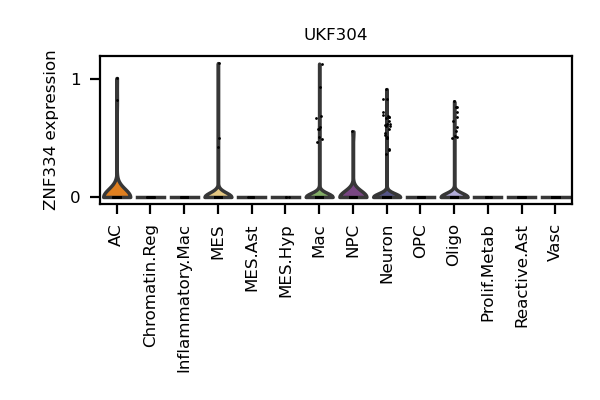 UKF304
ZNF334 expression
1
0
AC
Chromatin.Reg
Inflammatory.Mac
MES
MES.Ast
MES.Hyp
Mac
NPC
Neuron
OPC
Oligo
Prolif.Metab
Reactive.Ast
Vasc